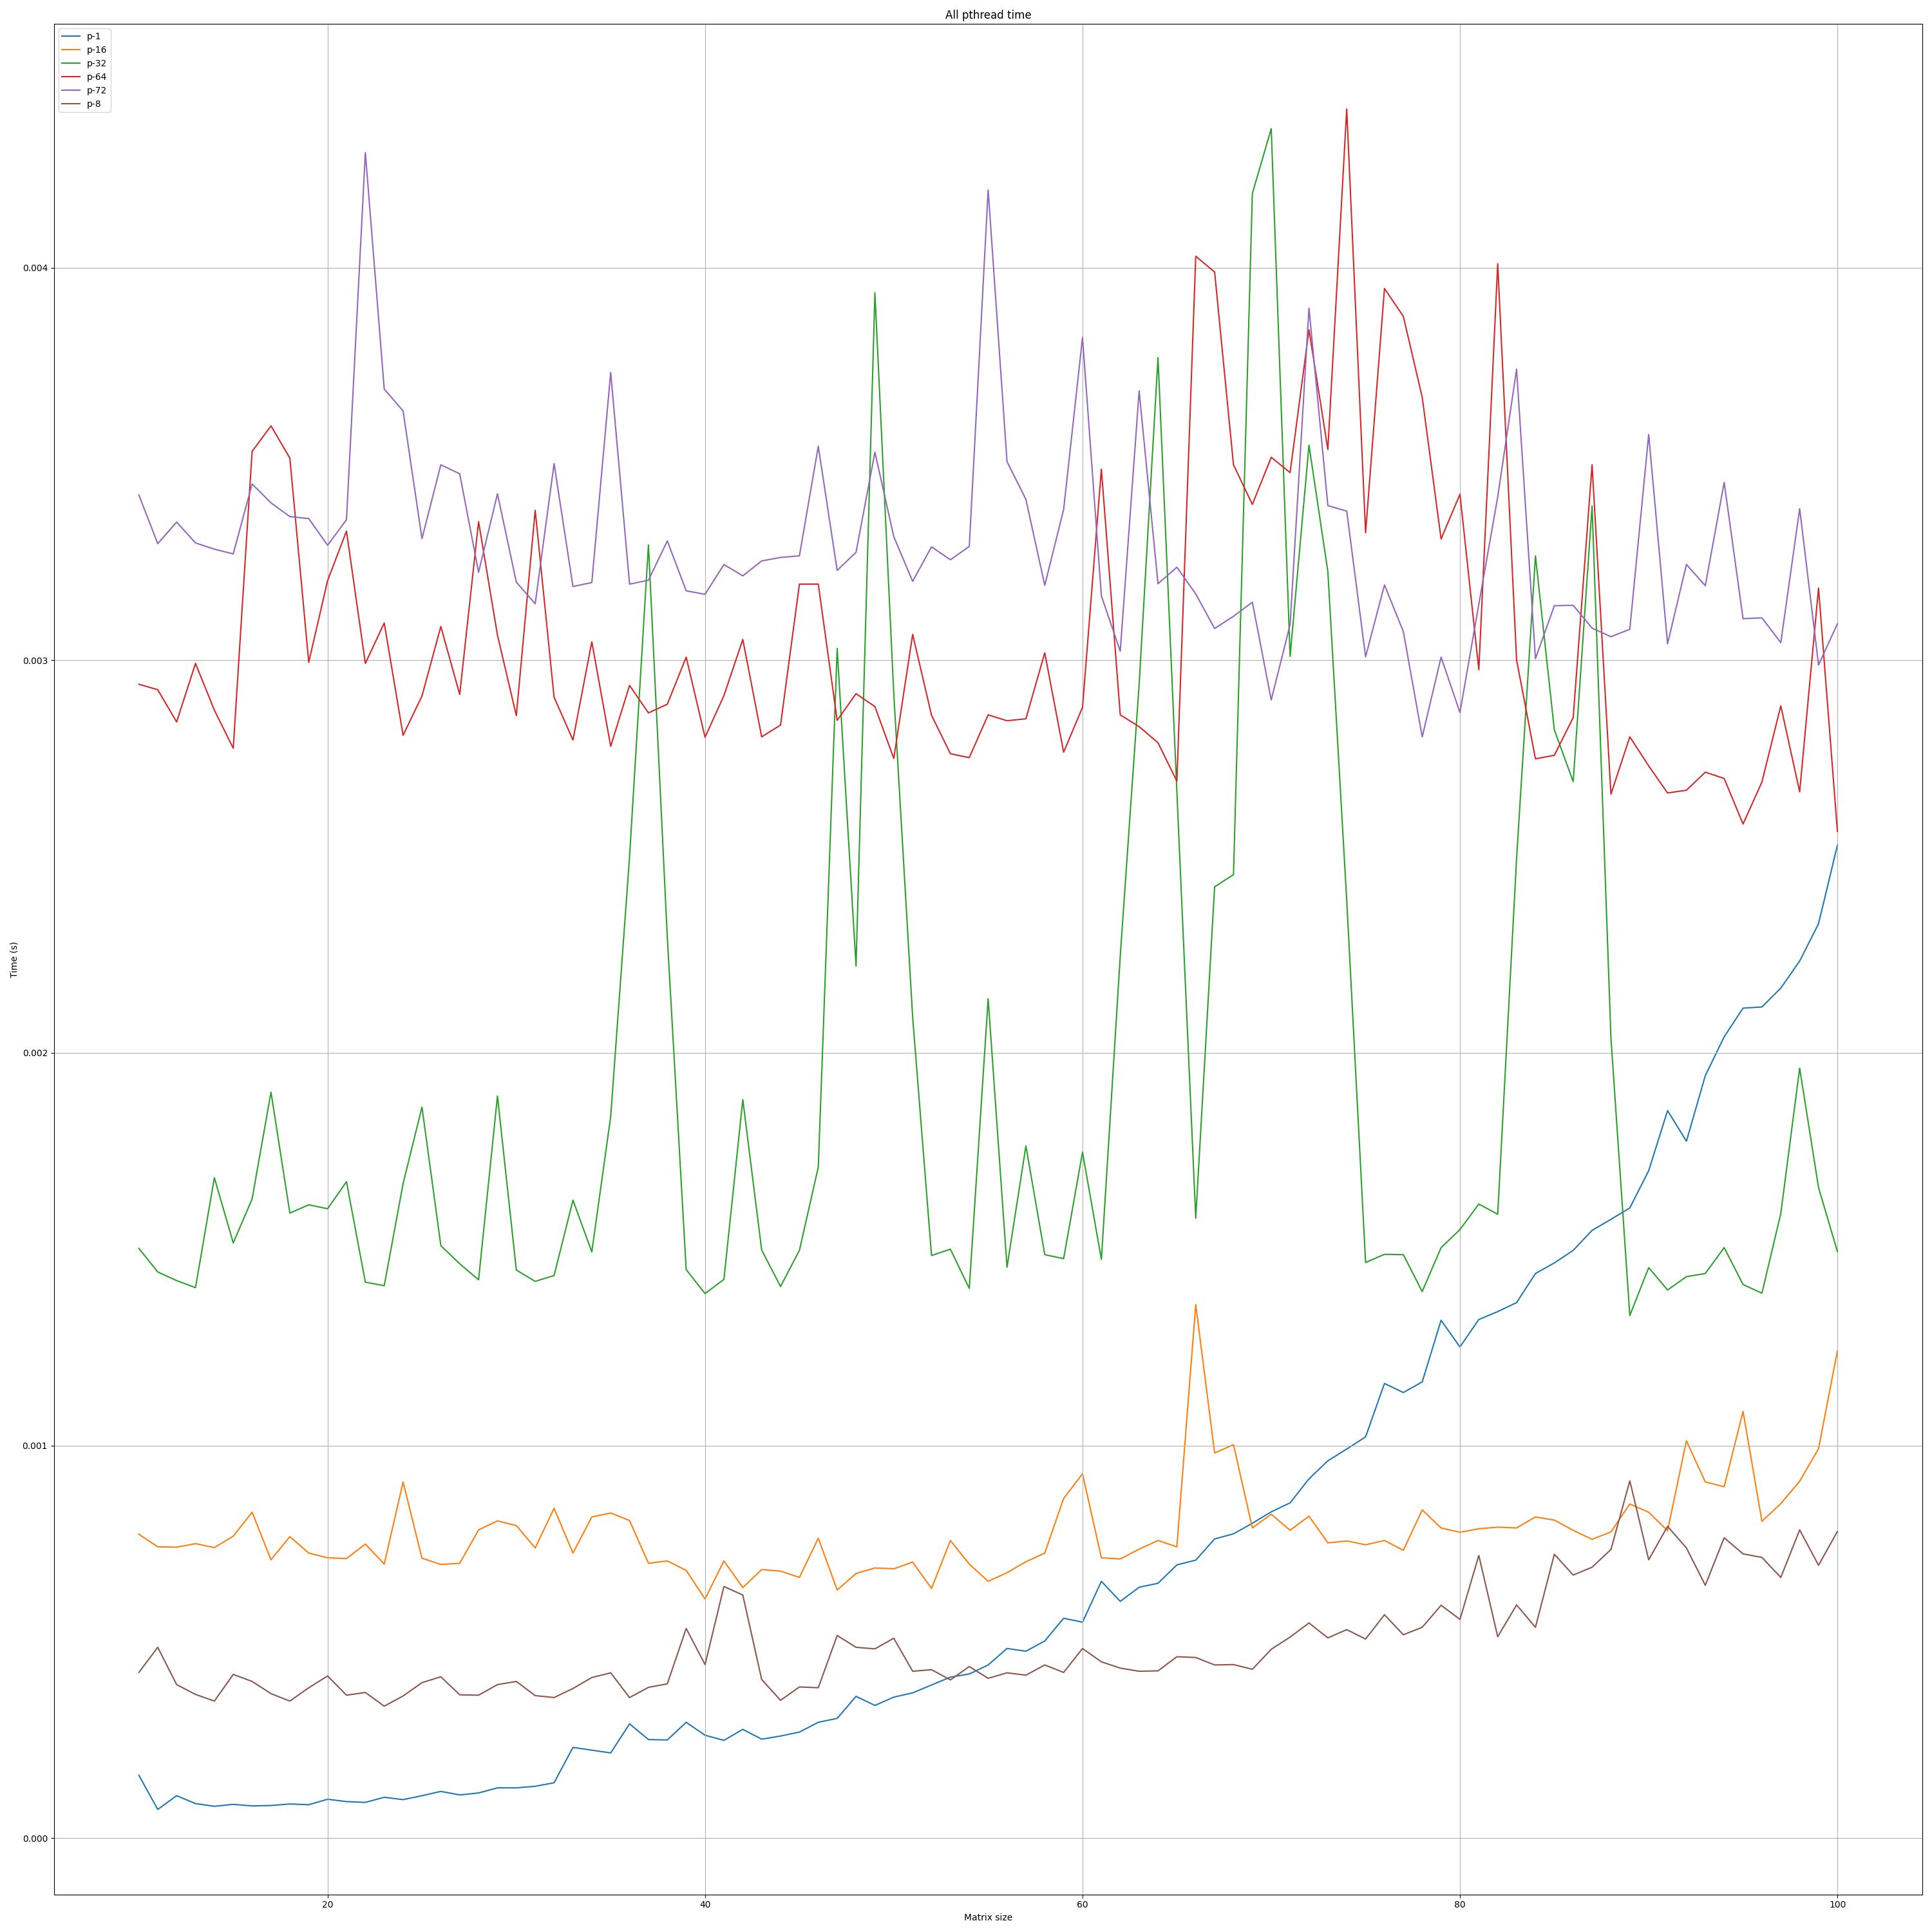 All pthread time
p-1
p-16
p-32
p-64
p-72
p-8
0.004
0.003
0.002
0.001
0.000
Time (s)
20 40 60 80 100
Matrix size